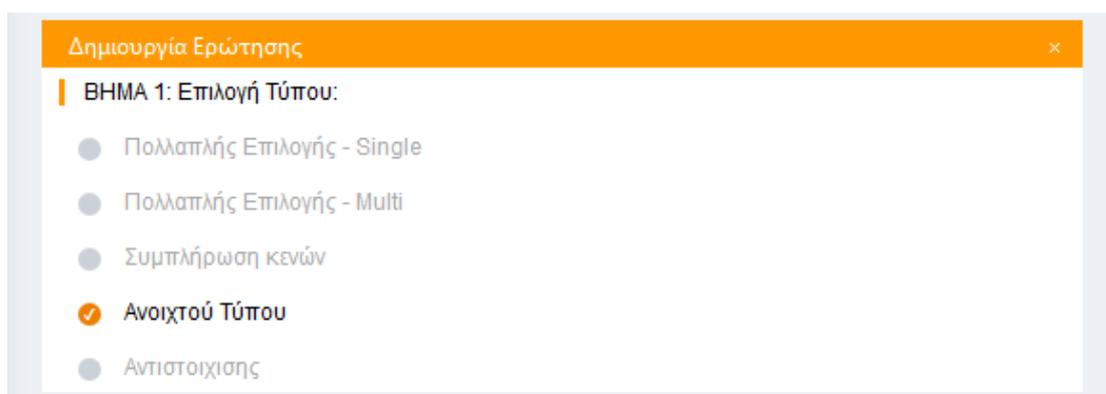 Δημιουργία Ερώτησης ×
ΒΗΜΑ 1: Επιλογή Τύπου:
Πολλαπλής Επιλογής - Single
Πολλαπλής Επιλογής - Multi
Συμπλήρωση κενών
Ανοιχτού Τύπου
Αντιστοιχισης